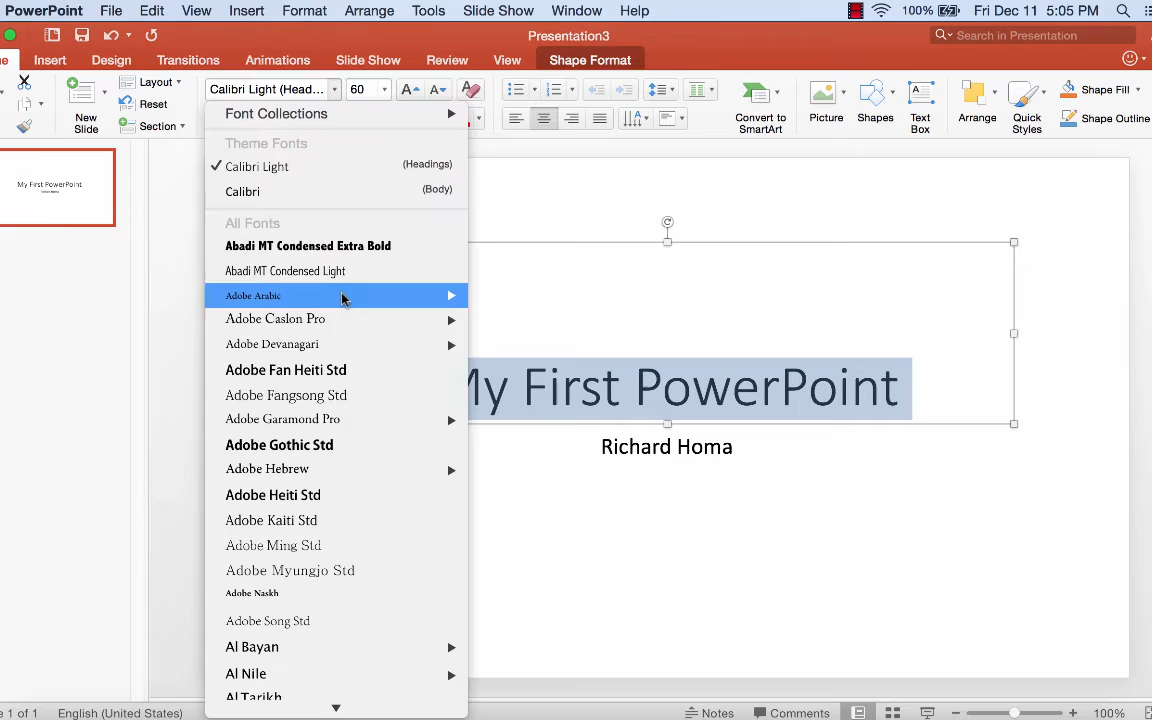 PowerPoint File Edit View Insert Format Arrange Tools Slide Show Window Help 100% Fri Dec 11 5:05 PM
Presentation3 Search in Presentation
Insert Design Transitions Animations Slide Show Review View Shape Format
New Slide Layout Reset Section Calibri Light (Head... 60 Convert to SmartArt Picture Shapes Text Box Arrange Quick Styles Shape Fill Shape Outline
Font Collections
Theme Fonts
Calibri Light (Headings)
Calibri (Body)
All Fonts
Abadi MT Condensed Extra Bold
Abadi MT Condensed Light
Adobe Arabic
Adobe Caslon Pro
Adobe Devanagari
Adobe Fan Heiti Std
Adobe Fangsong Std
Adobe Garamond Pro
Adobe Gothic Std
Adobe Hebrew
Adobe Heiti Std
Adobe Kaiti Std
Adobe Ming Std
Adobe Myungjo Std
Adobe Naskh
Adobe Song Std
Al Bayan
Al Nile
Al Tarikh
My First PowerPoint
Richard Homa
My First PowerPoint
Richard Homa
1 of 1 English (United States) Notes Comments 100%